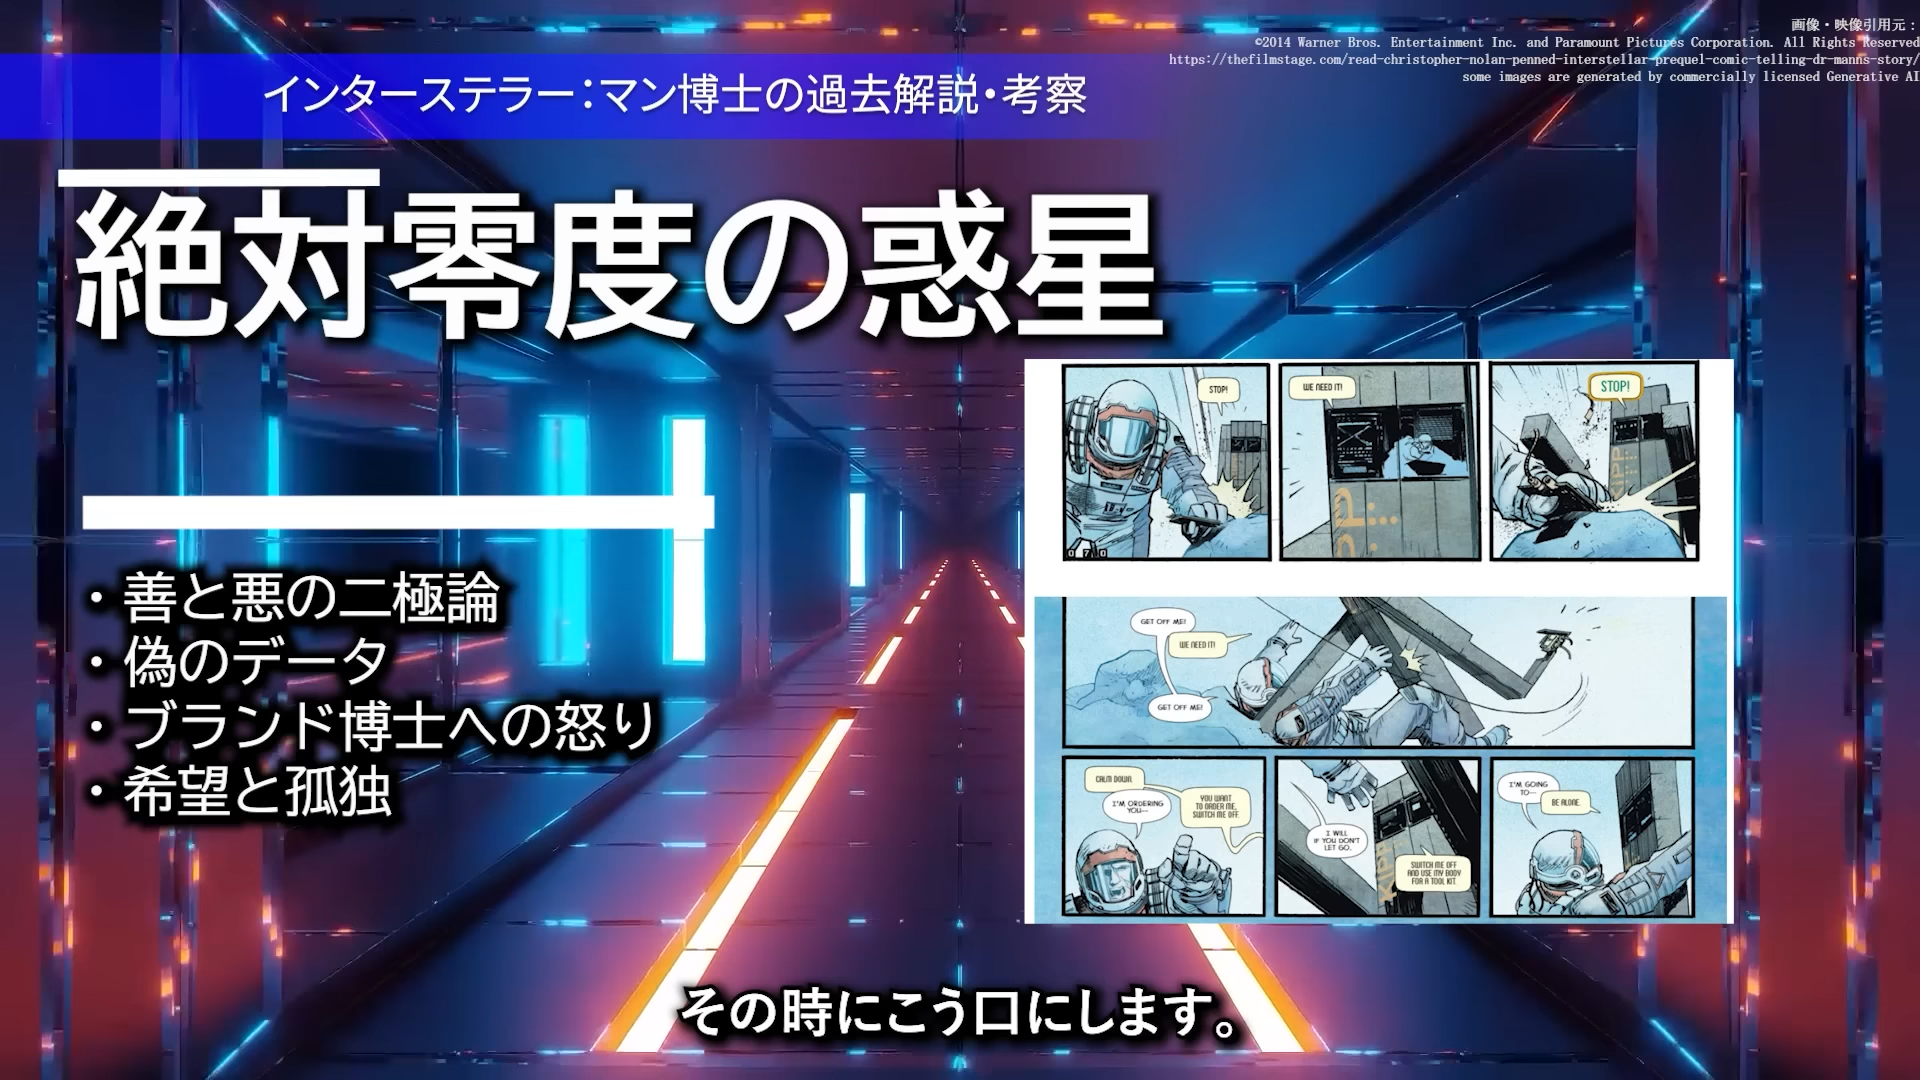 画像・映像引用元：
©2014 Warner Bros. Entertainment Inc. and Paramount Pictures Corporation. All Rights Reserved
https://thefilmstage.com/read-christopher-nolan-penned-interstellar-prequel-comic-telling-dr-manns-story/
some images are generated by commercially licensed Generative AI
インターステラー：マン博士の過去解説・考察
絶対零度の惑星
・善と悪の二極論
・偽のデータ
・ブランド博士への怒り
・希望と孤独
STOP!
WE NEED IT!
STOP!
GET OFF ME!
WE NEED IT!
GET OFF ME!
CALM DOWN.
I'M ORDERING
YOU--
YOU WANT
TO ORDER ME,
SWITCH ME OFF.
I WILL
IF YOU DON'T
LET GO.
SWITCH ME OFF
AND USE MY BODY
FOR A TOOL KIT.
I'M GOING
TO--
BE ALONE.
その時にこう口にします。